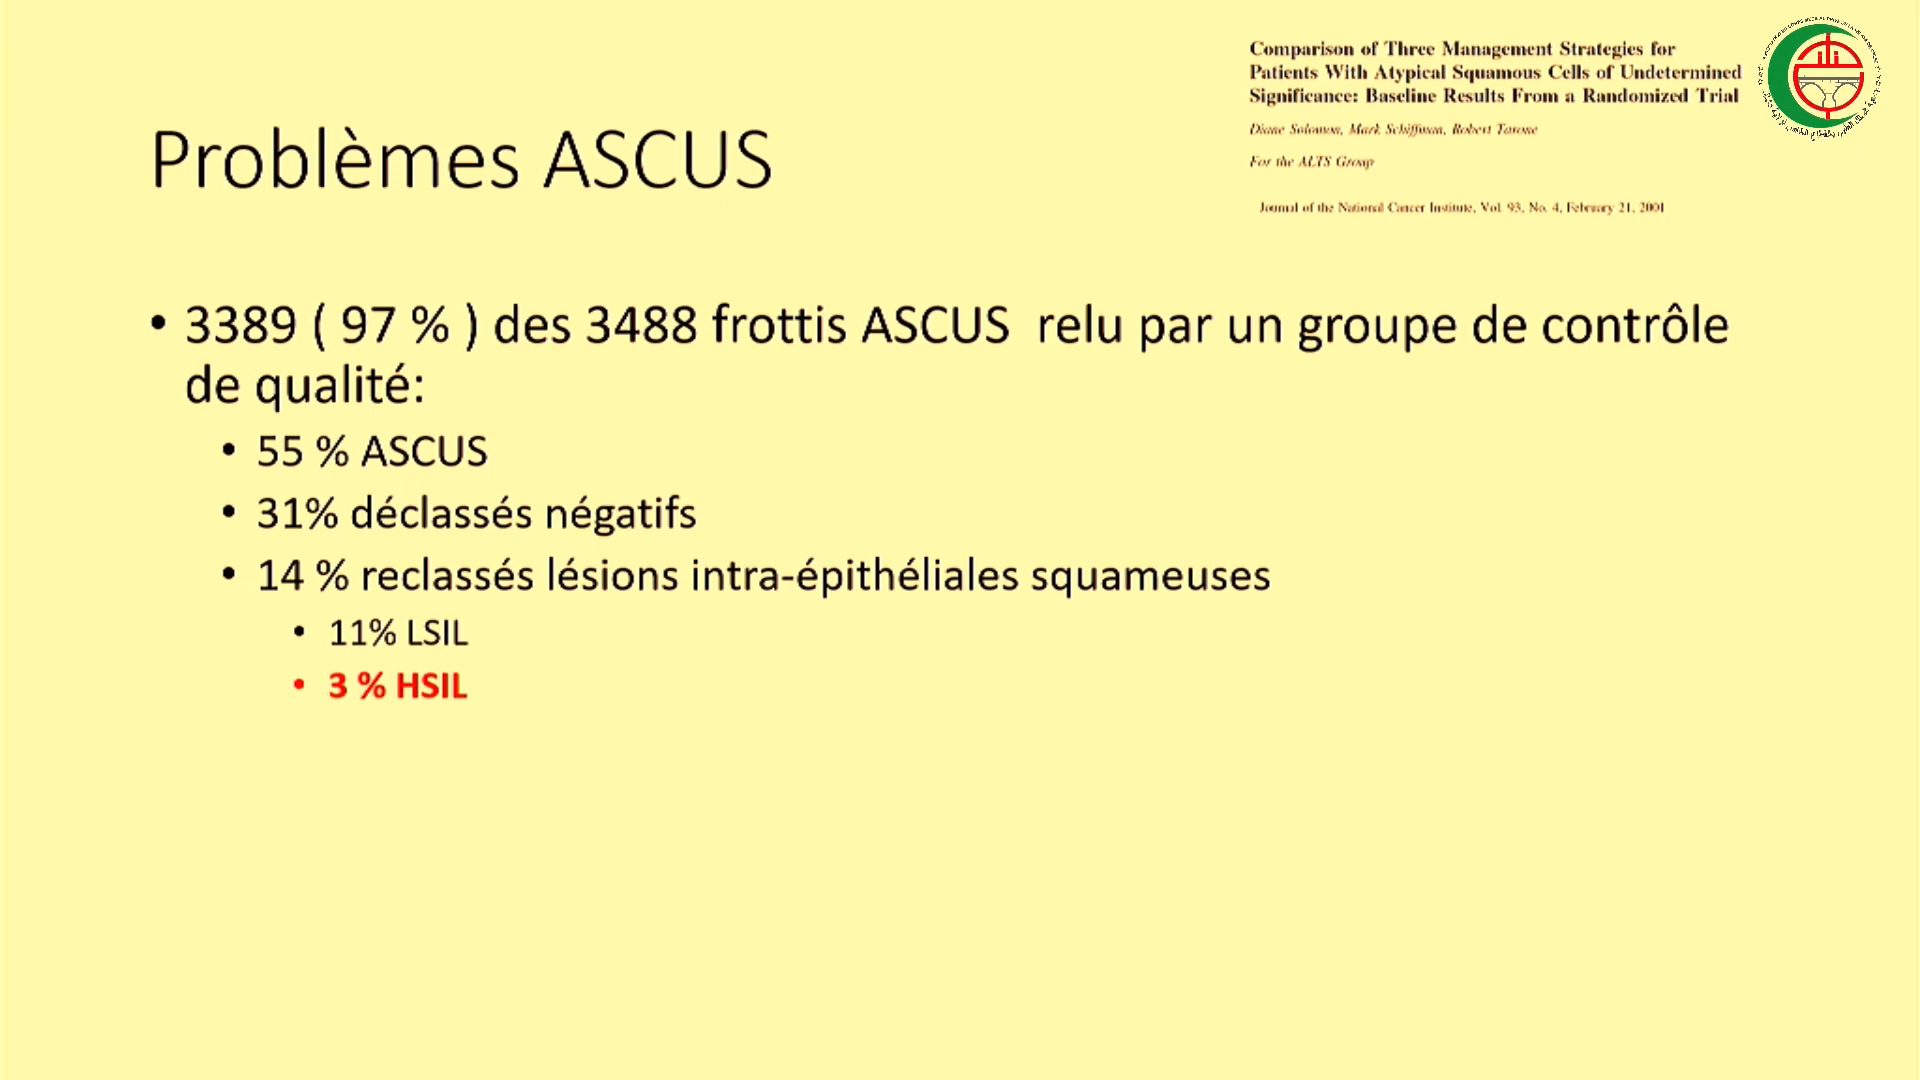 Comparison of Three Management Strategies for
Patients With Atypical Squamous Cells of Undetermined
Significance: Baseline Results From a Randomized Trial
Diane Solomon, Mark Schiffman, Robert Tarone
For the ALTS Group
Journal of the National Cancer Institute, Vol. 93, No. 4, February 21, 2001
Problèmes ASCUS
• 3389 ( 97 % ) des 3488 frottis ASCUS relu par un groupe de contrôle
de qualité:
• 55 % ASCUS
• 31% déclassés négatifs
• 14 % reclassés lésions intra-épithéliales squameuses
• 11% LSIL
• 3 % HSIL